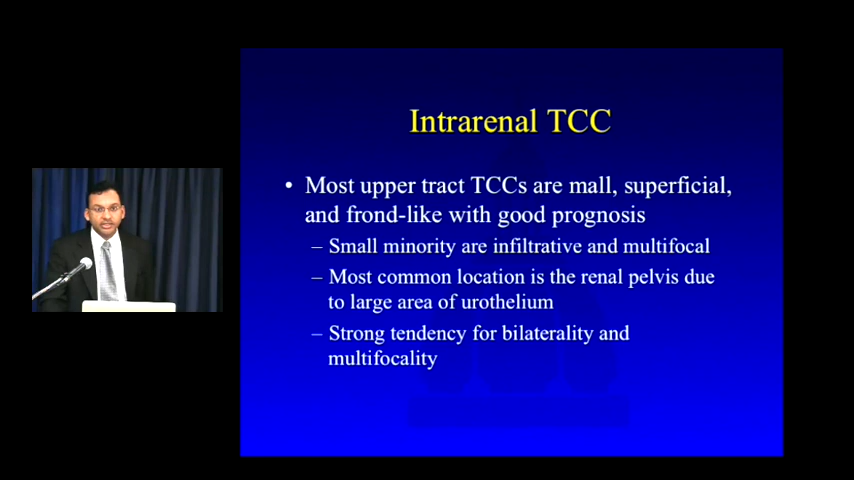 Intrarenal TCC
• Most upper tract TCCs are mall, superficial,
and frond-like with good prognosis
– Small minority are infiltrative and multifocal
– Most common location is the renal pelvis due
to large area of urothelium
– Strong tendency for bilaterality and
multifocality